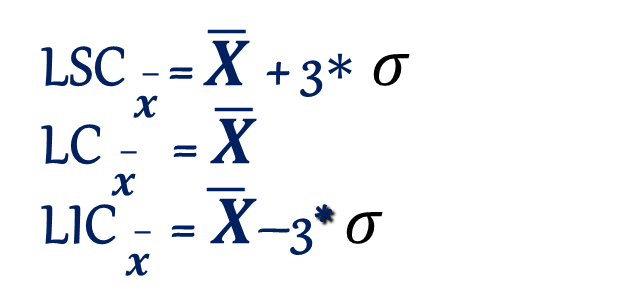 LSC x̄ = X̅ + 3* σ
LC x̄ = X̅
LIC x̄ = X̅ –3* σ